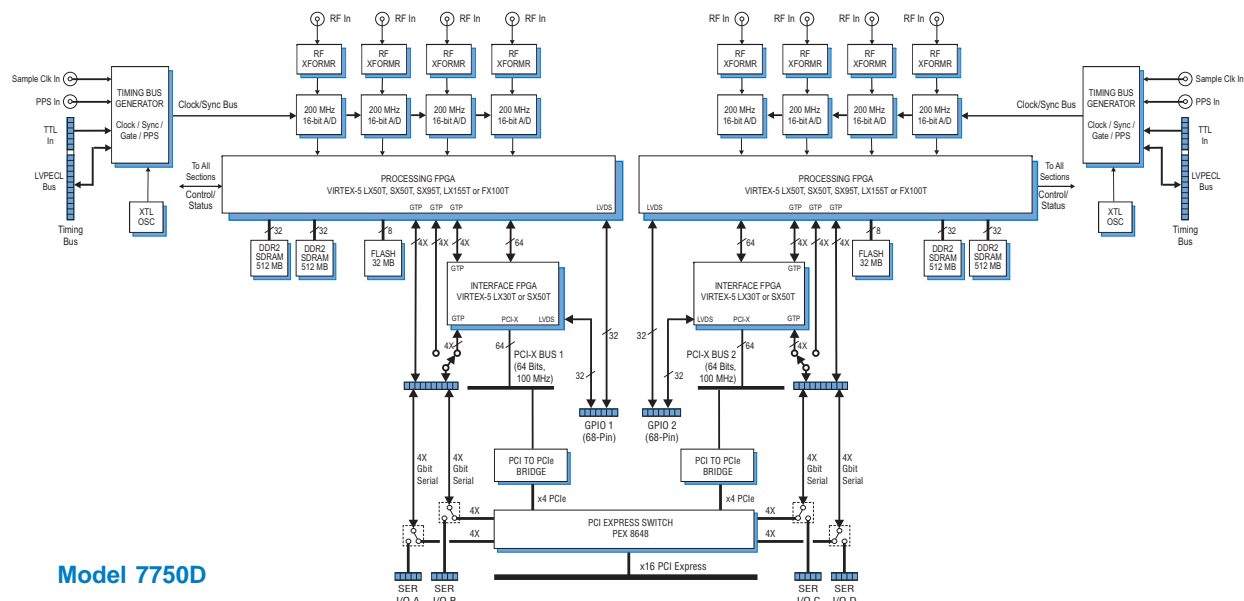 RF In RF In RF In RF In RF In RF In RF In RF In
RF XFORMR RF XFORMR RF XFORMR RF XFORMR RF XFORMR RF XFORMR RF XFORMR RF XFORMR
Sample Clk In
PPS In
TTL In
LVPECL Bus
Timing Bus
TIMING BUS GENERATOR
Clock / Sync / Gate / PPS
XTL OSC
Clock/Sync Bus
200 MHz 16-bit A/D 200 MHz 16-bit A/D 200 MHz 16-bit A/D 200 MHz 16-bit A/D
200 MHz 16-bit A/D 200 MHz 16-bit A/D 200 MHz 16-bit A/D 200 MHz 16-bit A/D
Clock/Sync Bus
TIMING BUS GENERATOR
Clock / Sync / Gate / PPS
XTL OSC
Sample Clk In
PPS In
TTL In
LVPECL Bus
Timing Bus
To All Sections
Control/ Status
PROCESSING FPGA
VIRTEX-5 LX50T, SX50T, SX95T, LX155T or FX100T
GTP GTP GTP LVDS
PROCESSING FPGA
VIRTEX-5 LX50T, SX50T, SX95T, LX155T or FX100T
LVDS GTP GTP GTP
To All Sections
Control/ Status
32 32 8 4X 4X 4X 64
64 4X 4X 4X 8 32 32
DDR2 SDRAM 512 MB
DDR2 SDRAM 512 MB
FLASH 32 MB
GTP
INTERFACE FPGA
VIRTEX-5 LX30T or SX50T
GTP PCI-X LVDS
GTP
INTERFACE FPGA
VIRTEX-5 LX30T or SX50T
LVDS PCI-X GTP
FLASH 32 MB
DDR2 SDRAM 512 MB
DDR2 SDRAM 512 MB
4X 64 32 32
32 32 64 4X
PCI-X BUS 1
(64 Bits,
100 MHz)
PCI-X BUS 2
(64 Bits,
100 MHz)
GPIO 1
(68-Pin)
GPIO 2
(68-Pin)
4X Gbit Serial
4X Gbit Serial
PCI TO PCIe BRIDGE
PCI TO PCIe BRIDGE
4X Gbit Serial
4X Gbit Serial
x4 PCIe x4 PCIe
4X 4X
4X 4X
PCI EXPRESS SWITCH
PEX 8648
x16 PCI Express
Model 7750D
SER I/O A
SER I/O B
SER I/O C
SER I/O D